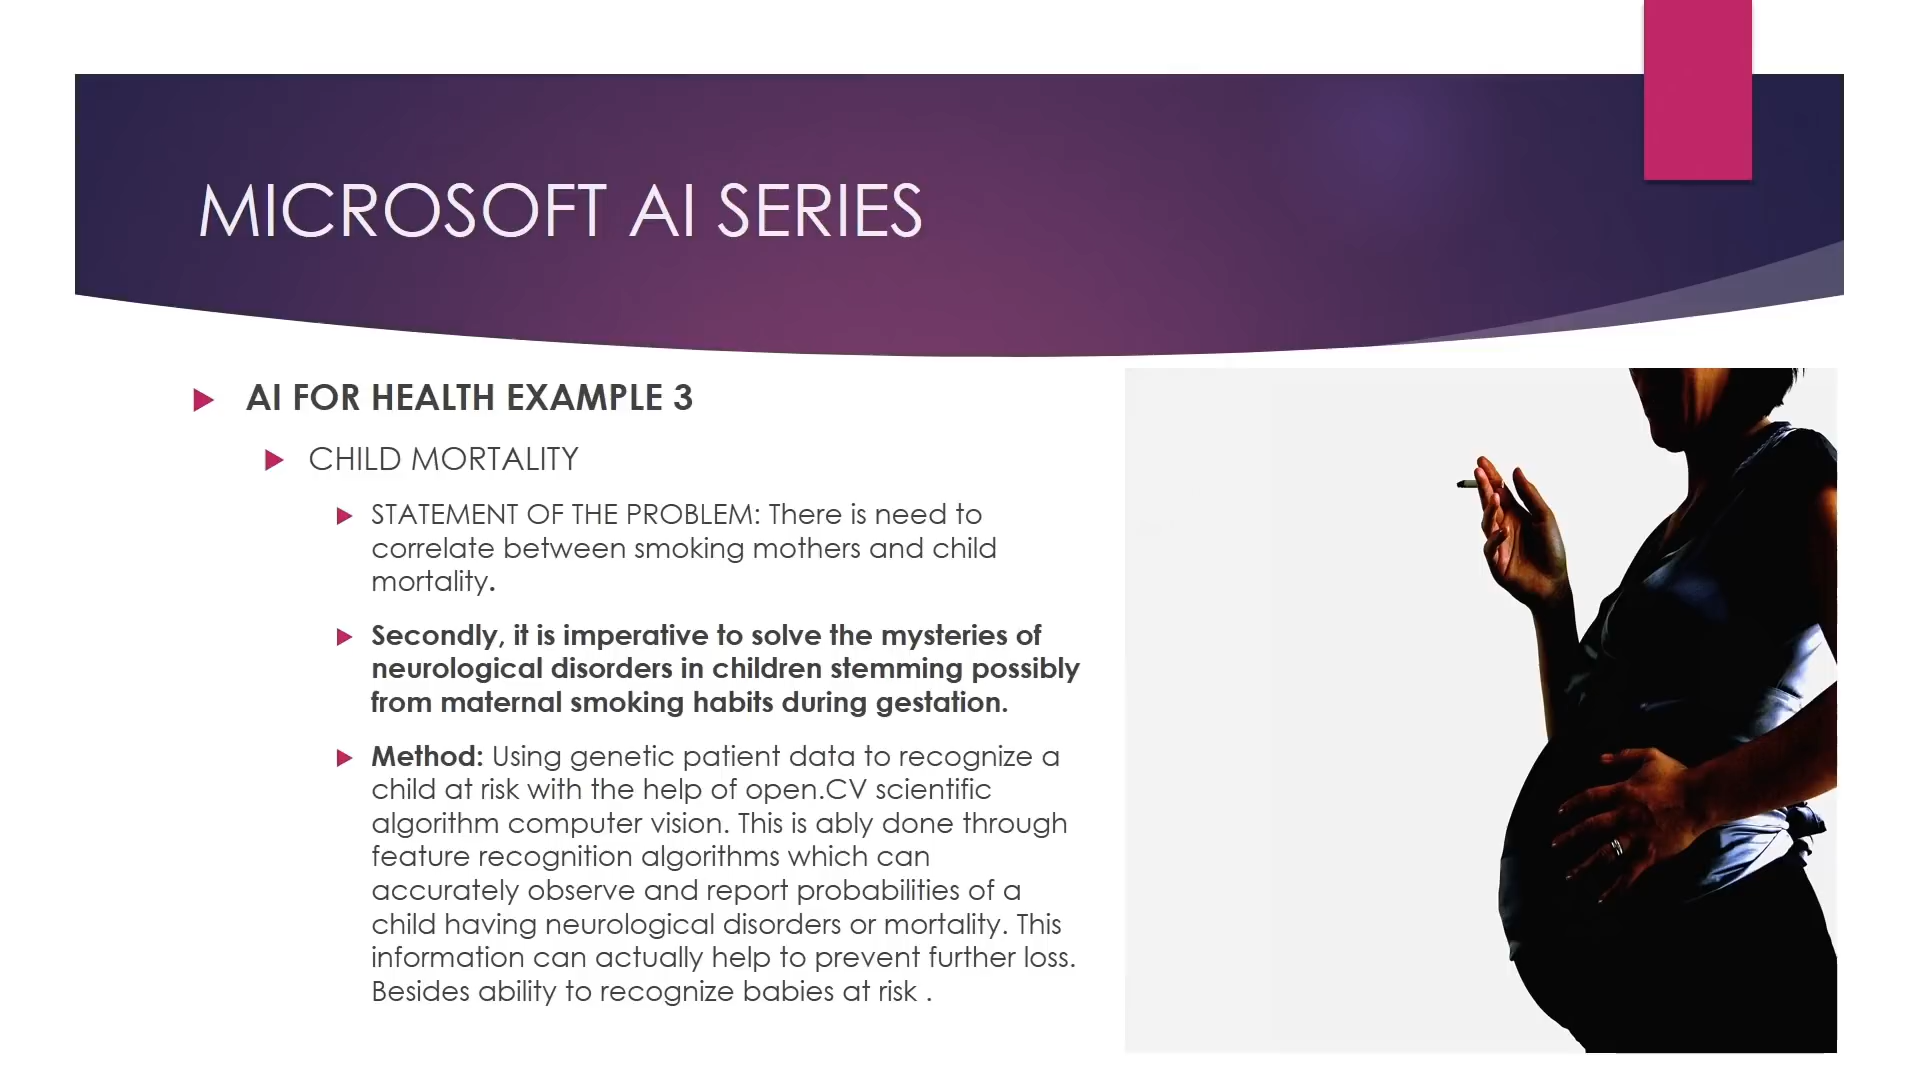 MICROSOFT AI SERIES
AI FOR HEALTH EXAMPLE 3
CHILD MORTALITY
STATEMENT OF THE PROBLEM: There is need to
correlate between smoking mothers and child
mortality.
Secondly, it is imperative to solve the mysteries of
neurological disorders in children stemming possibly
from maternal smoking habits during gestation.
Method: Using genetic patient data to recognize a
child at risk with the help of open.CV scientific
algorithm computer vision. This is ably done through
feature recognition algorithms which can
accurately observe and report probabilities of a
child having neurological disorders or mortality. This
information can actually help to prevent further loss.
Besides ability to recognize babies at risk .